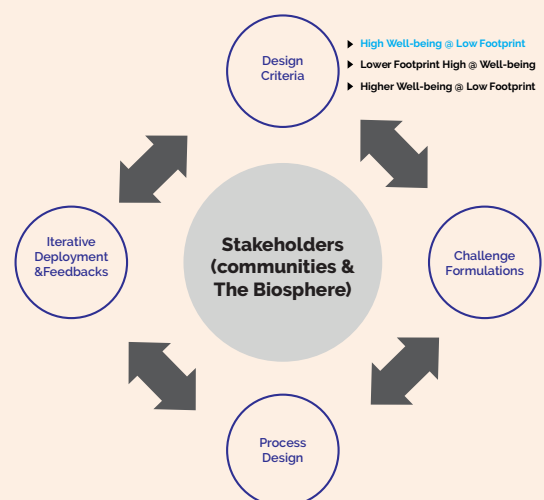 Design
Criteria
High Well-being @ Low Footprint
Lower Footprint High @ Well-being
Higher Well-being @ Low Footprint
Iterative
Deployment
&Feedbacks
Stakeholders
(communities &
The Biosphere)
Challenge
Formulations
Process
Design